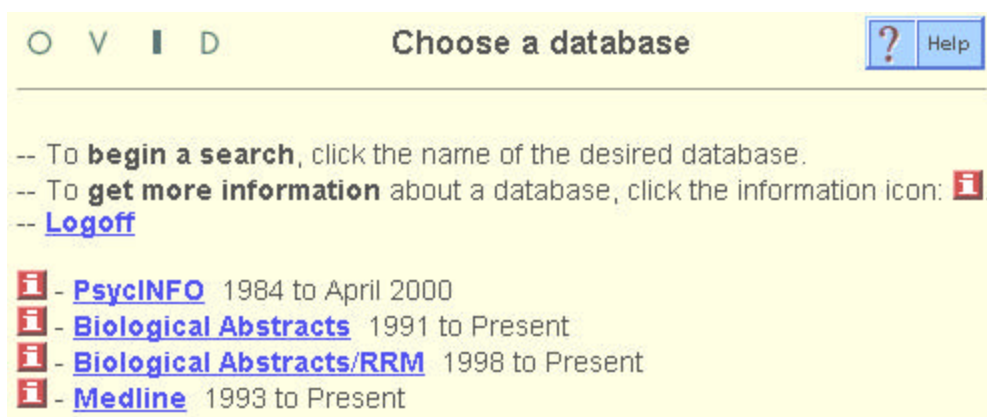 O V I D Choose a database ? Help
-- To begin a search, click the name of the desired database.
-- To get more information about a database, click the information icon: i
-- Logoff
i - PsycINFO 1984 to April 2000
i - Biological Abstracts 1991 to Present
i - Biological Abstracts/RRM 1998 to Present
i - Medline 1993 to Present